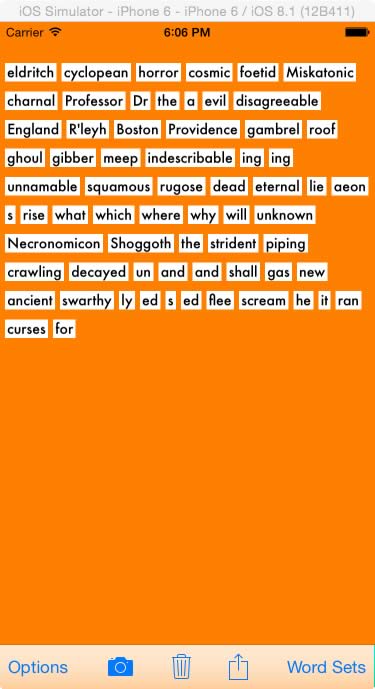 iOS Simulator - iPhone 6 - iPhone 6 / iOS 8.1 (12B411)
Carrier 6:06 PM
eldritch cyclopean horror cosmic foetid Miskatonic
charnal Professor Dr the a evil disagreeable
England R'leyh Boston Providence gambrel roof
ghoul gibber meep indescribable ing ing
unnamable squamous rugose dead eternal lie aeon
s rise what which where why will unknown
Necronomicon Shoggoth the strident piping
crawling decayed un and and shall gas new
ancient swarthy ly ed s ed flee scream he it ran
curses for
Options Word Sets